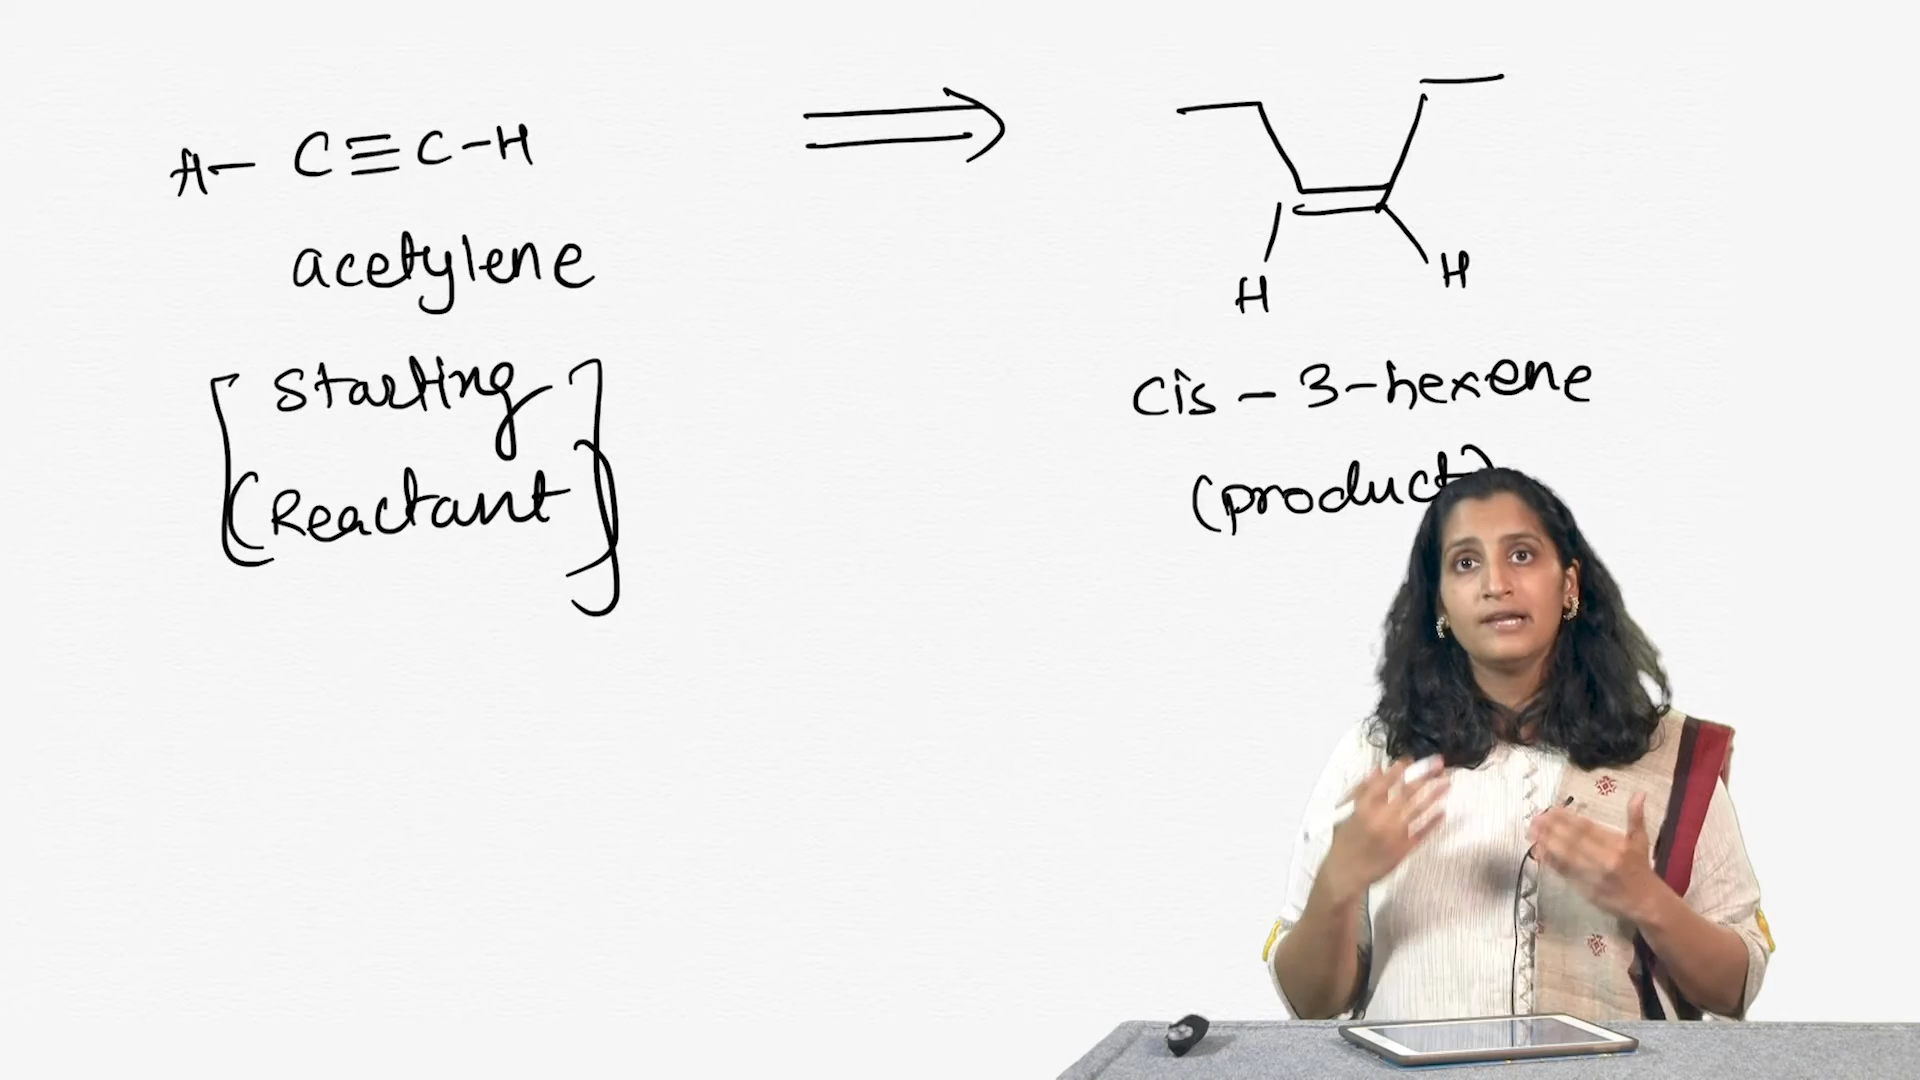 H- C≡C-H
acetylene
[Starting
(Reactant)]
H H
cis - 3-hexene
(product)